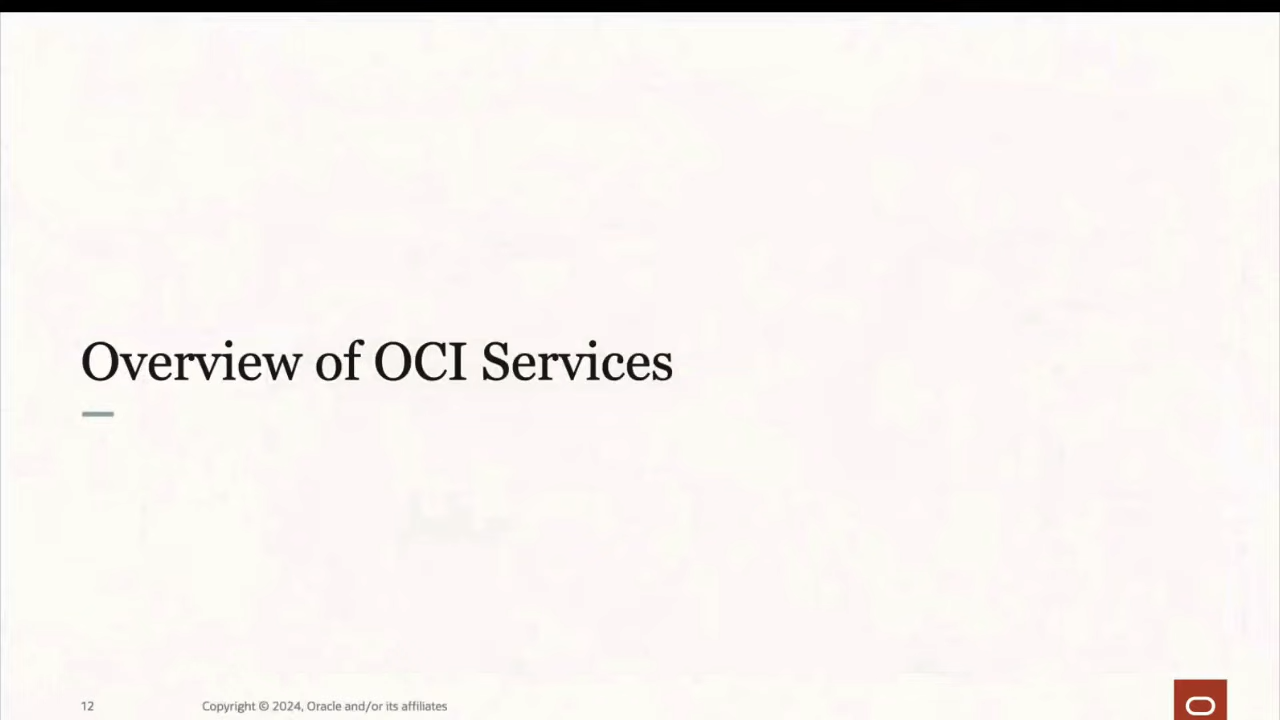 Overview of OCI Services
12 Copyright © 2024, Oracle and/or its affiliates